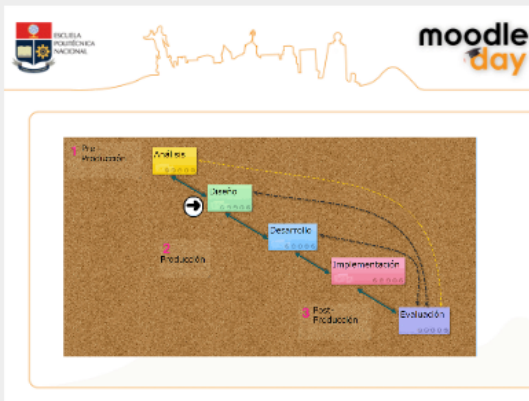 ESCUELA
POLITÉCNICA
NACIONAL
moodle
day
1 Pre-
Producción
Análisis
Diseño
Desarrollo
2
Producción
Implementación
3 Post-
Producción
Evaluación